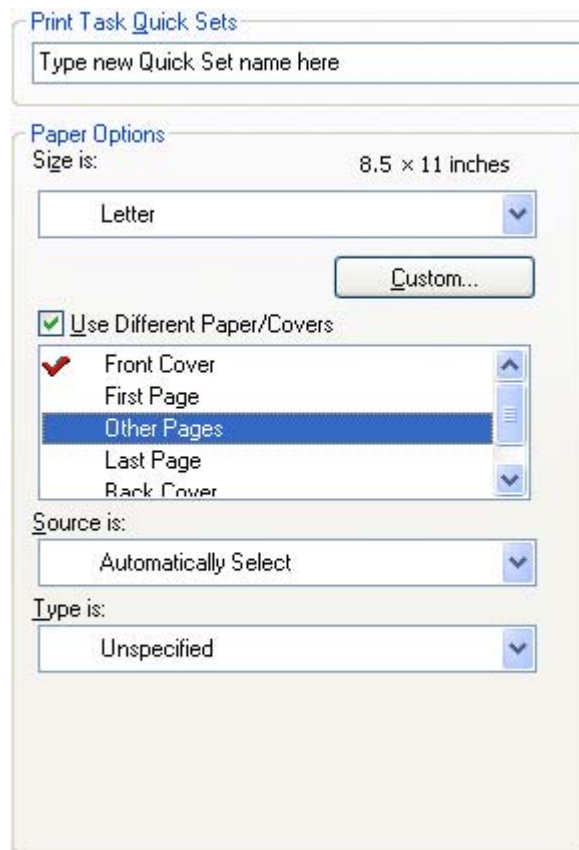 Print Task Quick Sets
Type new Quick Set name here
Paper Options
Size is:
8.5 × 11 inches
Letter
Custom...
Use Different Paper/Covers
Front Cover
First Page
Other Pages
Last Page
Back Cover
Source is:
Automatically Select
Type is:
Unspecified